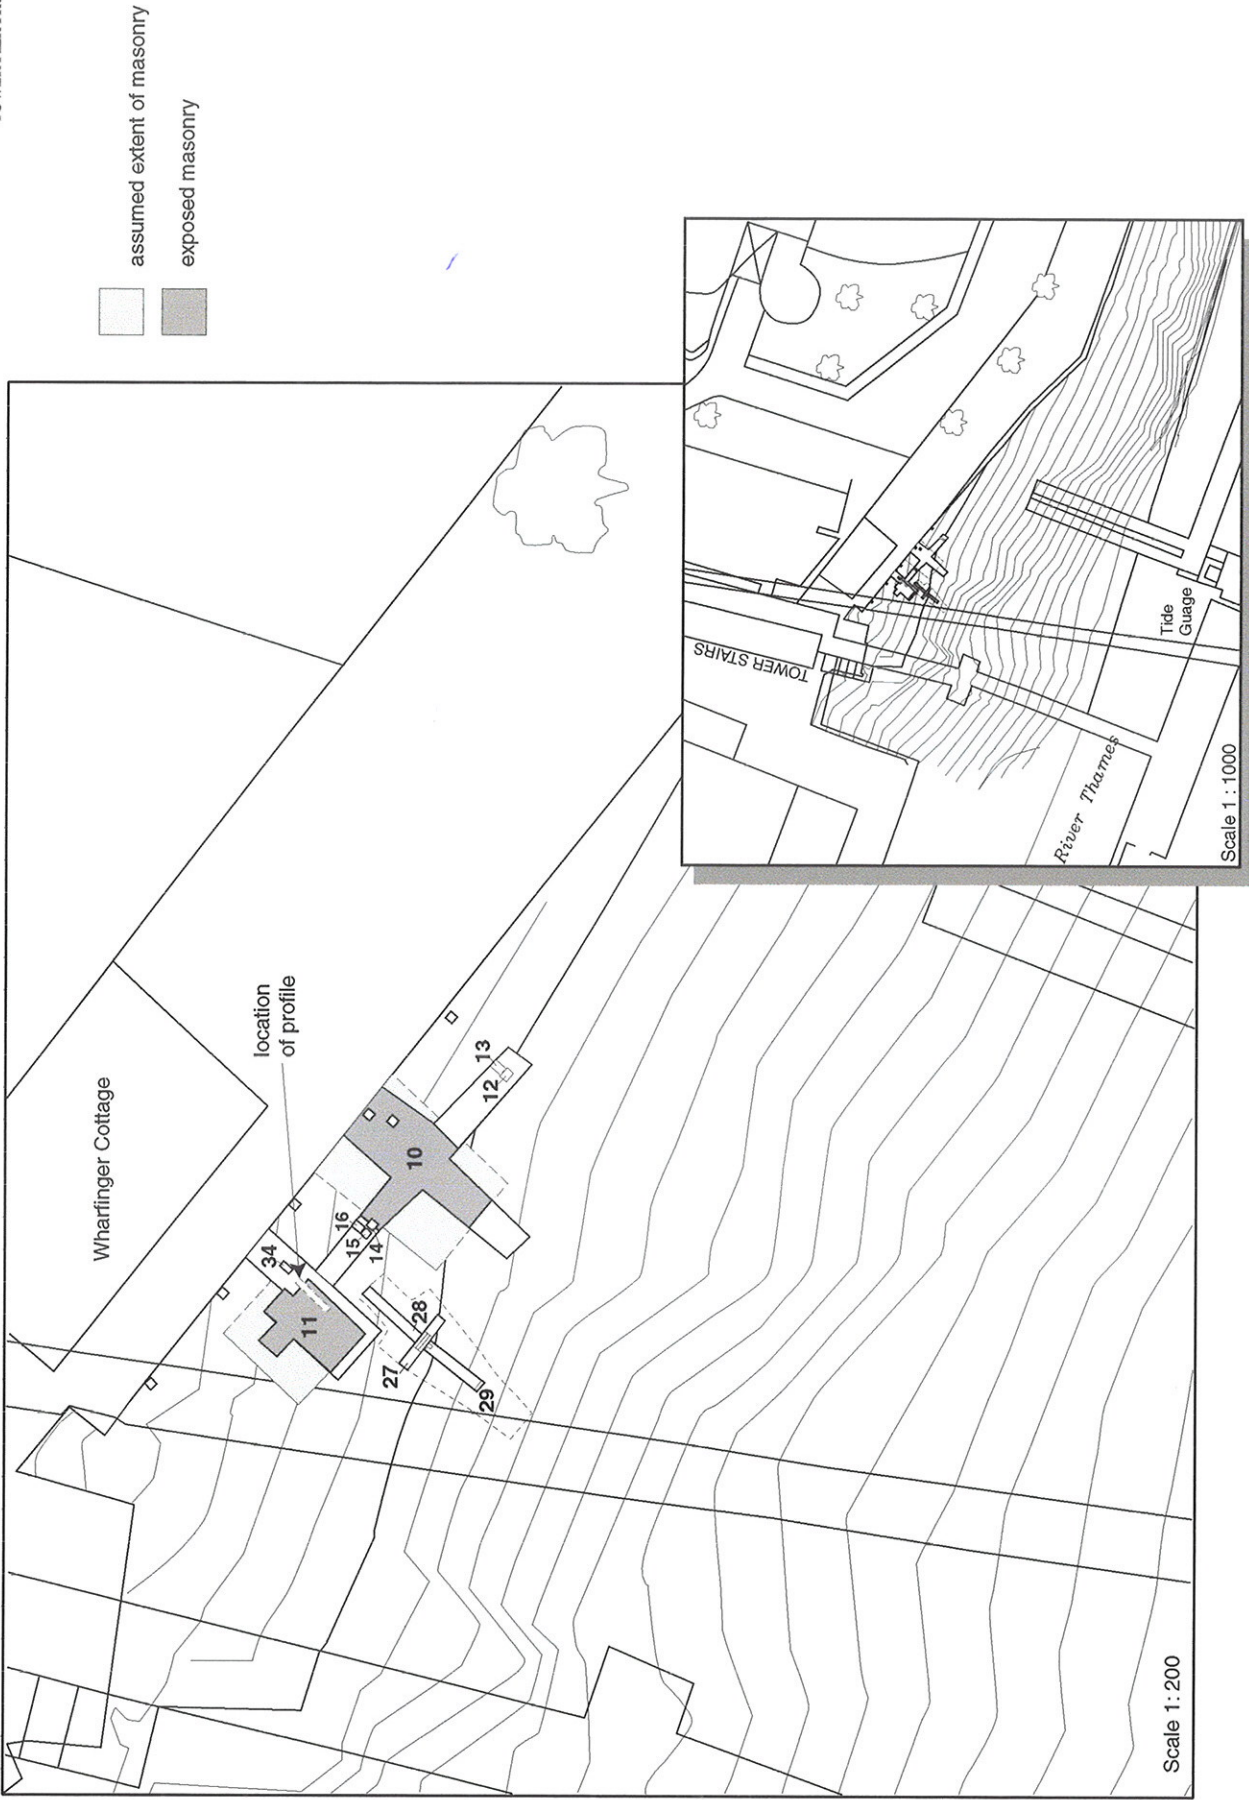 assumed extent of masonry
exposed masonry
Wharfinger Cottage
location
of profile
34
11
16
15
14
10
13
12
27
28
29
Scale 1: 200
TOWER STAIRS
River Thames
Tide
Guage
Scale 1 : 1000